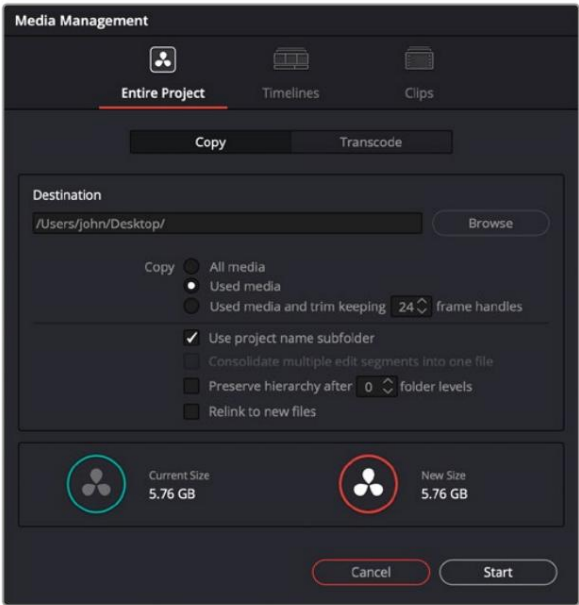 Media Management
Entire Project Timelines Clips
Copy Transcode
Destination
/Users/john/Desktop/ Browse
Copy All media
Used media
Used media and trim keeping 24 frame handles
Use project name subfolder
Consolidate multiple edit segments into one file
Preserve hierarchy after 0 folder levels
Relink to new files
Current Size New Size
5.76 GB 5.76 GB
Cancel Start